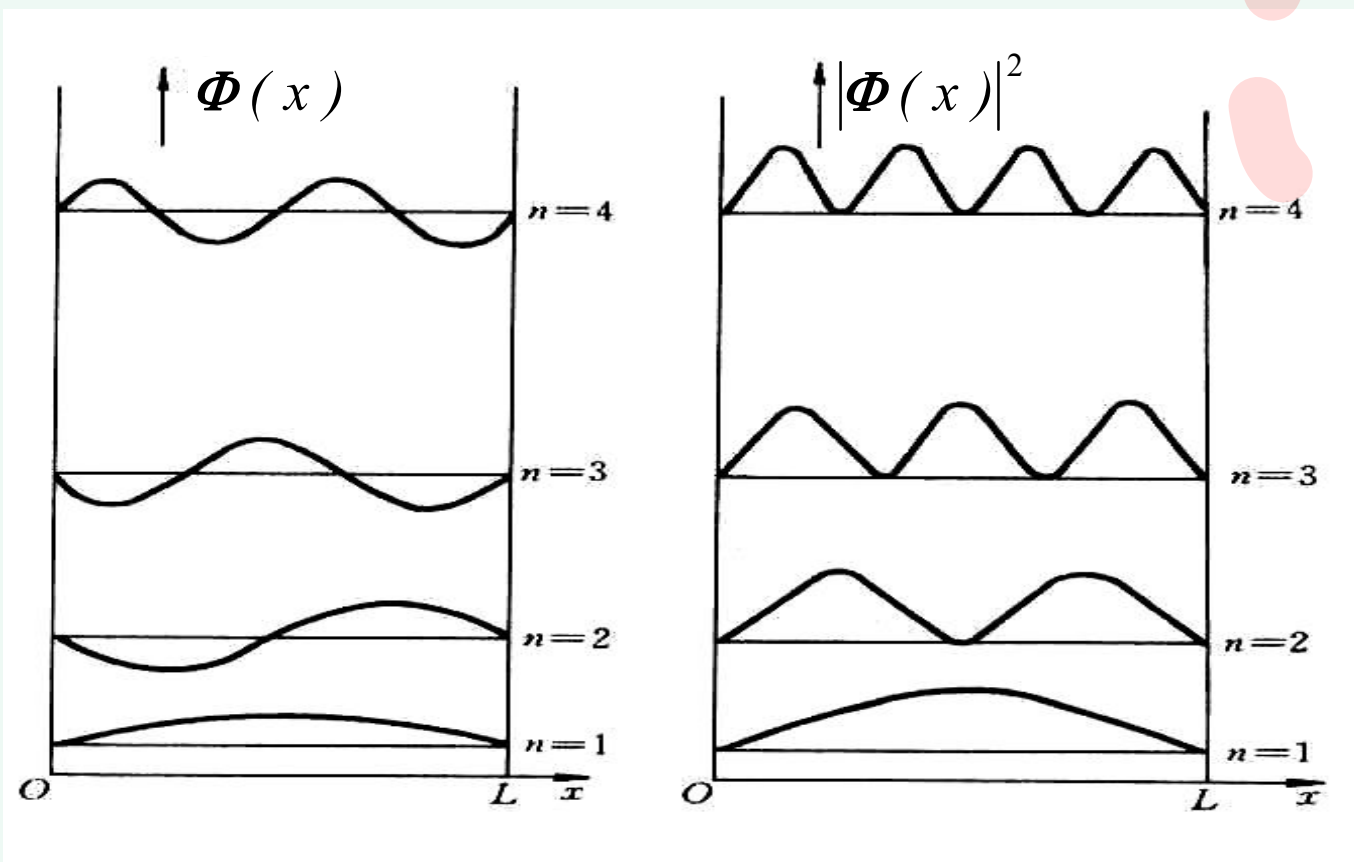 Φ ( x )
n=4
n=3
n=2
n=1
O L x
|Φ ( x )|²
n=4
n=3
n=2
n=1
O L x